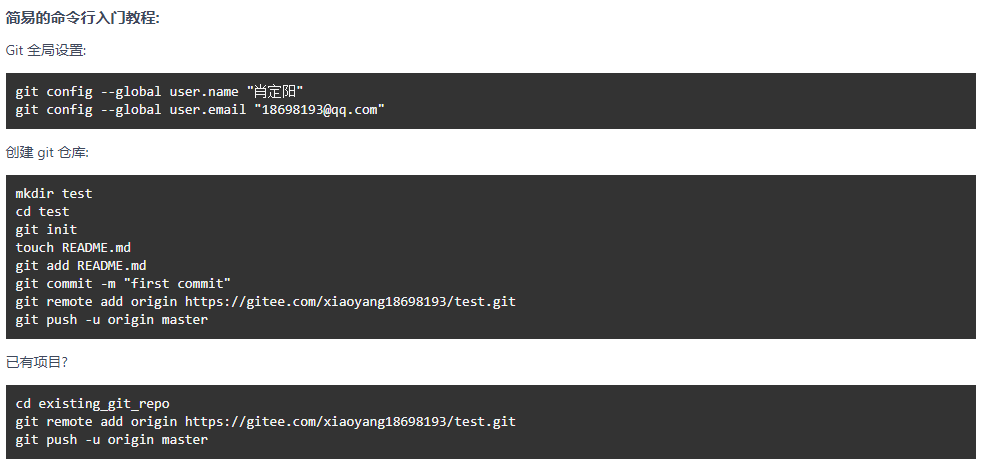 简易的命令行入门教程:
Git 全局设置:
git config --global user.name "肖定阳"
git config --global user.email "18698193@qq.com"
创建 git 仓库:
mkdir test
cd test
git init
touch README.md
git add README.md
git commit -m "first commit"
git remote add origin https://gitee.com/xiaoyang18698193/test.git
git push -u origin master
已有项目?
cd existing_git_repo
git remote add origin https://gitee.com/xiaoyang18698193/test.git
git push -u origin master